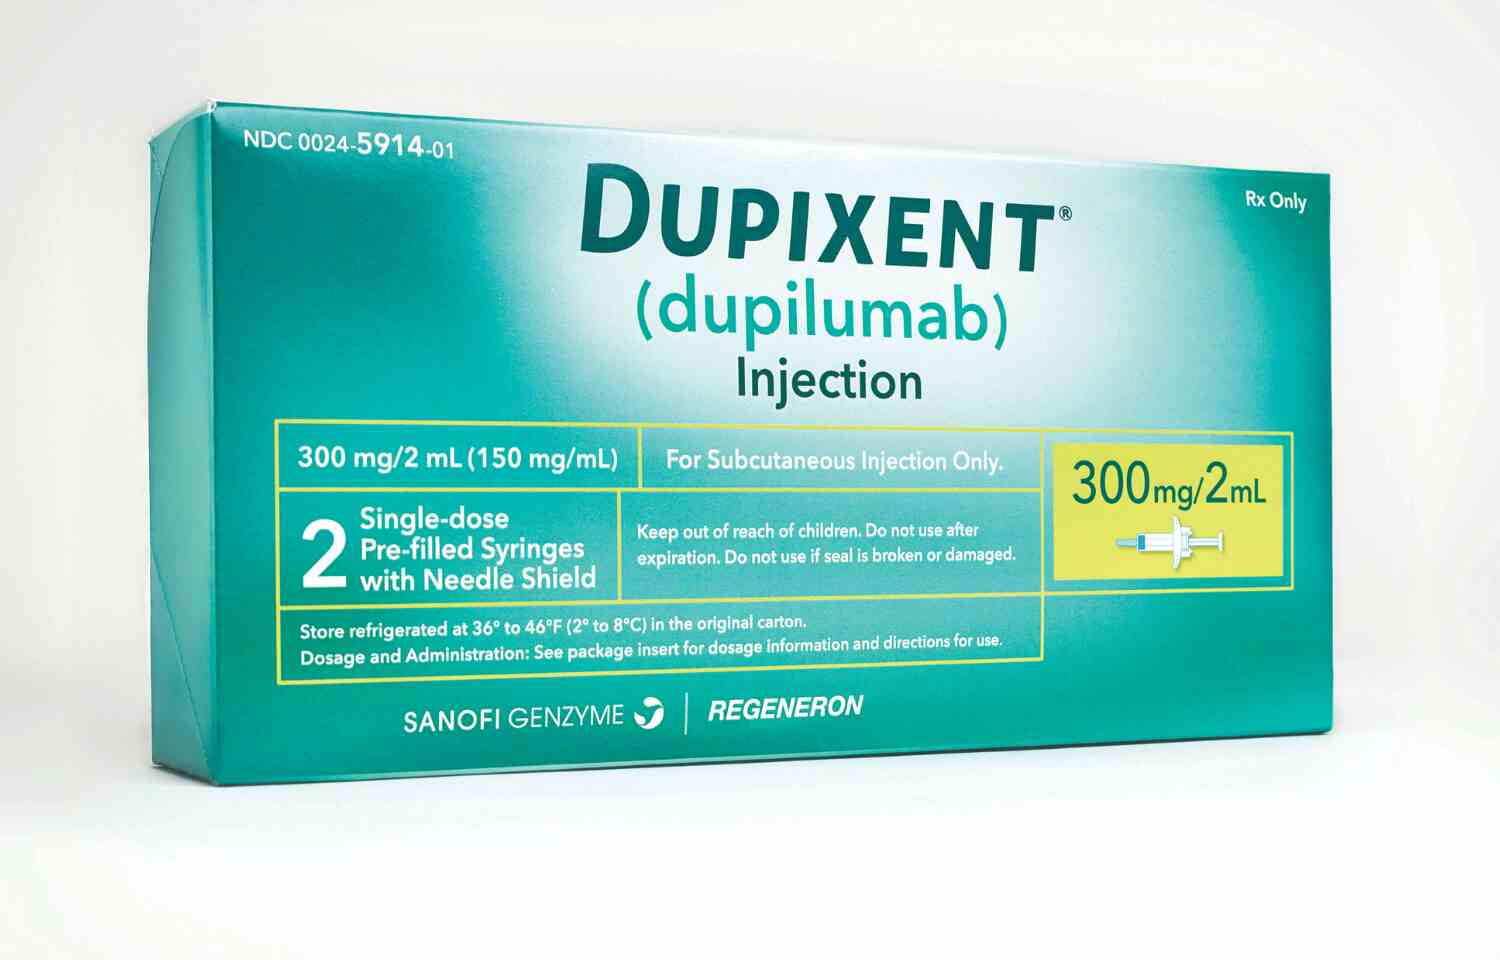 NDC 0024-5914-01
Rx Only
DUPIXENT®
(dupilumab)
Injection
300 mg/2 mL (150 mg/mL)
For Subcutaneous Injection Only.
300mg/2mL
2
Single-dose
Pre-filled Syringes
with Needle Shield
Keep out of reach of children. Do not use after
expiration. Do not use if seal is broken or damaged.
Store refrigerated at 36° to 46°F (2° to 8°C) in the original carton.
Dosage and Administration: See package insert for dosage information and directions for use.
SANOFI GENZYME
REGENERON